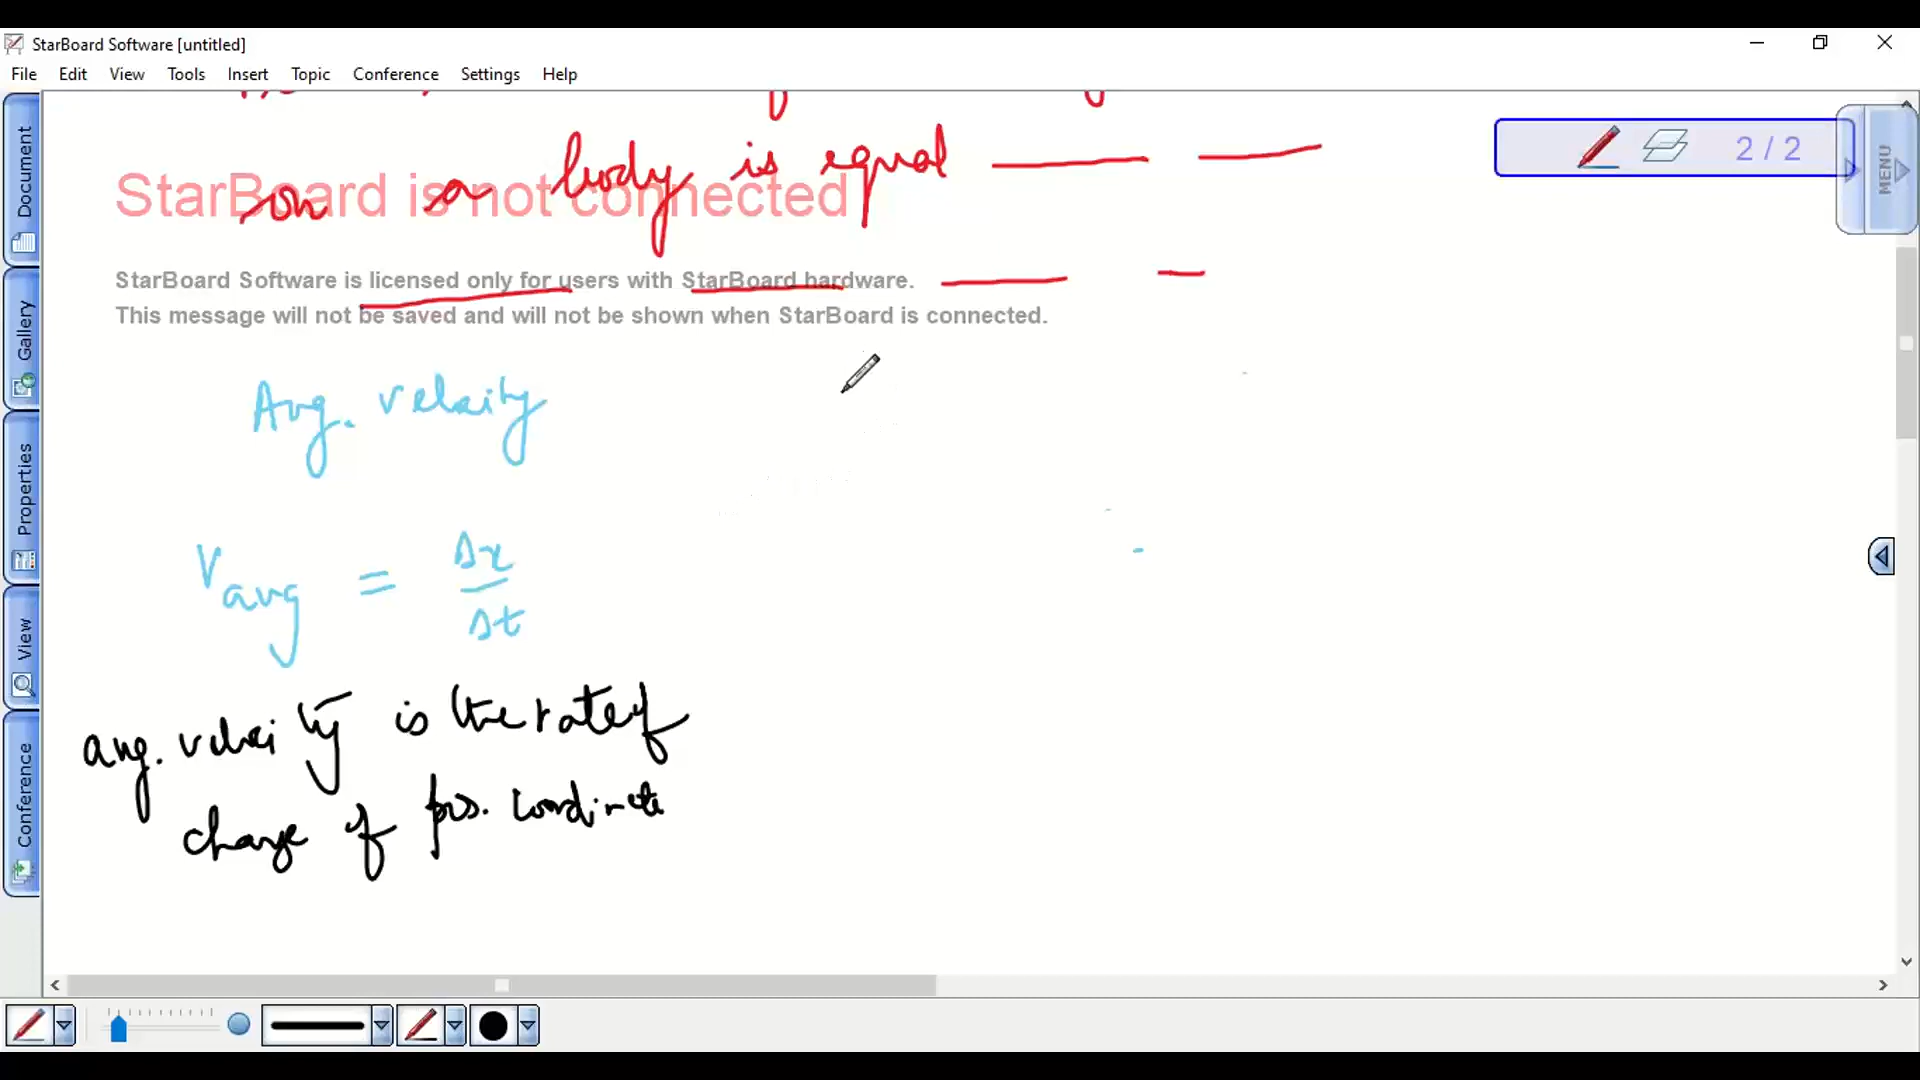 StarBoard Software [untitled]
File Edit View Tools Insert Topic Conference Settings Help
on a body is equal
2 / 2
MENU
StarBoard is not connected
StarBoard Software is licensed only for users with StarBoard hardware.
This message will not be saved and will not be shown when StarBoard is connected.
Document
Gallery
Properties
View
Conference
Avg. velocity
Vavg = Δx
Δt
avg. velocity is the rate of
change of pos. coordinate